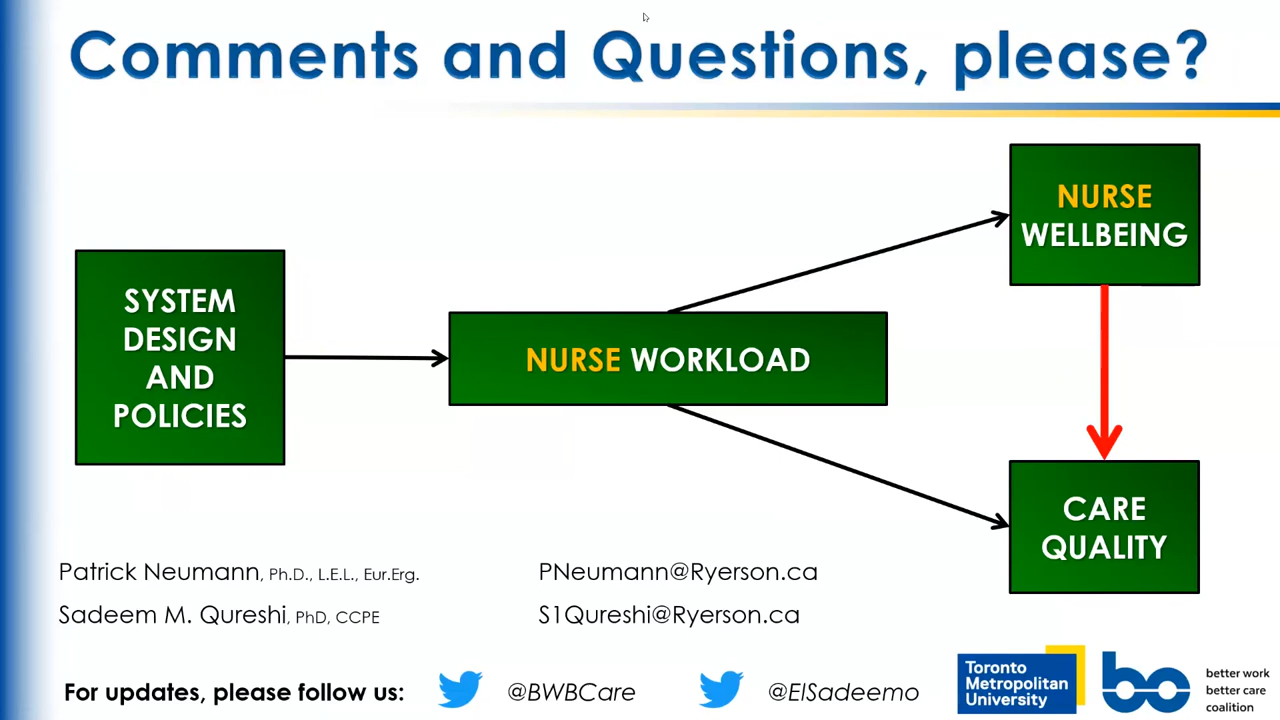 Comments and Questions, please?
NURSE
WELLBEING
SYSTEM
DESIGN
AND
POLICIES
NURSE WORKLOAD
CARE
QUALITY
Patrick Neumann, Ph.D., L.E.L., Eur.Erg.
PNeumann@Ryerson.ca
Sadeem M. Qureshi, PhD, CCPE
S1Qureshi@Ryerson.ca
For updates, please follow us:
@BWBCare
@ElSadeemo
Toronto
Metropolitan
University
bc
better work
better care
coalition